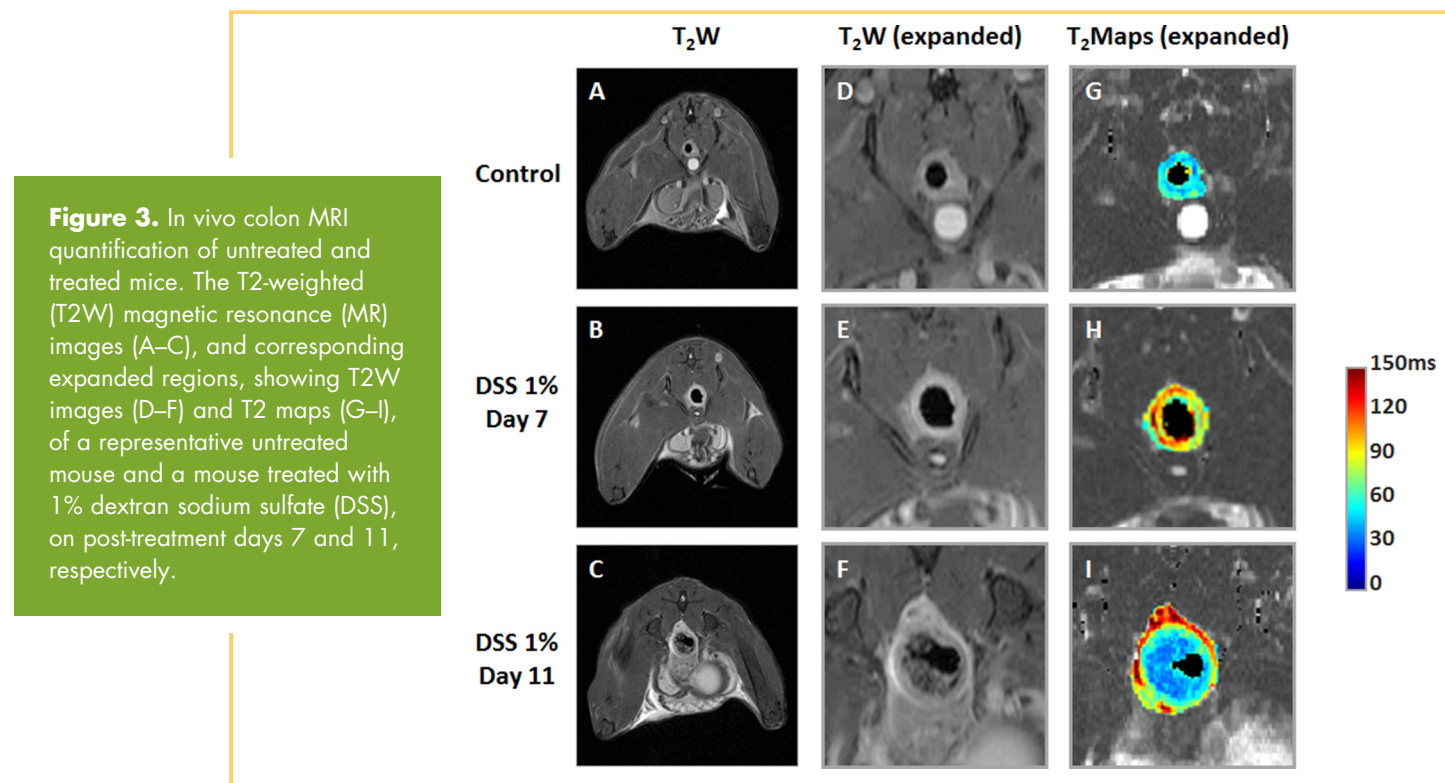 T₂W
T₂W (expanded)
T₂Maps (expanded)
Figure 3. In vivo colon MRI
quantification of untreated and
treated mice. The T2-weighted
(T2W) magnetic resonance (MR)
images (A–C), and corresponding
expanded regions, showing T2W
images (D–F) and T2 maps (G–I),
of a representative untreated
mouse and a mouse treated with
1% dextran sodium sulfate (DSS),
on post-treatment days 7 and 11,
respectively.
Control
A
D
G
DSS 1%
Day 7
B
E
H
DSS 1%
Day 11
C
F
I
150ms
120
90
60
30
0